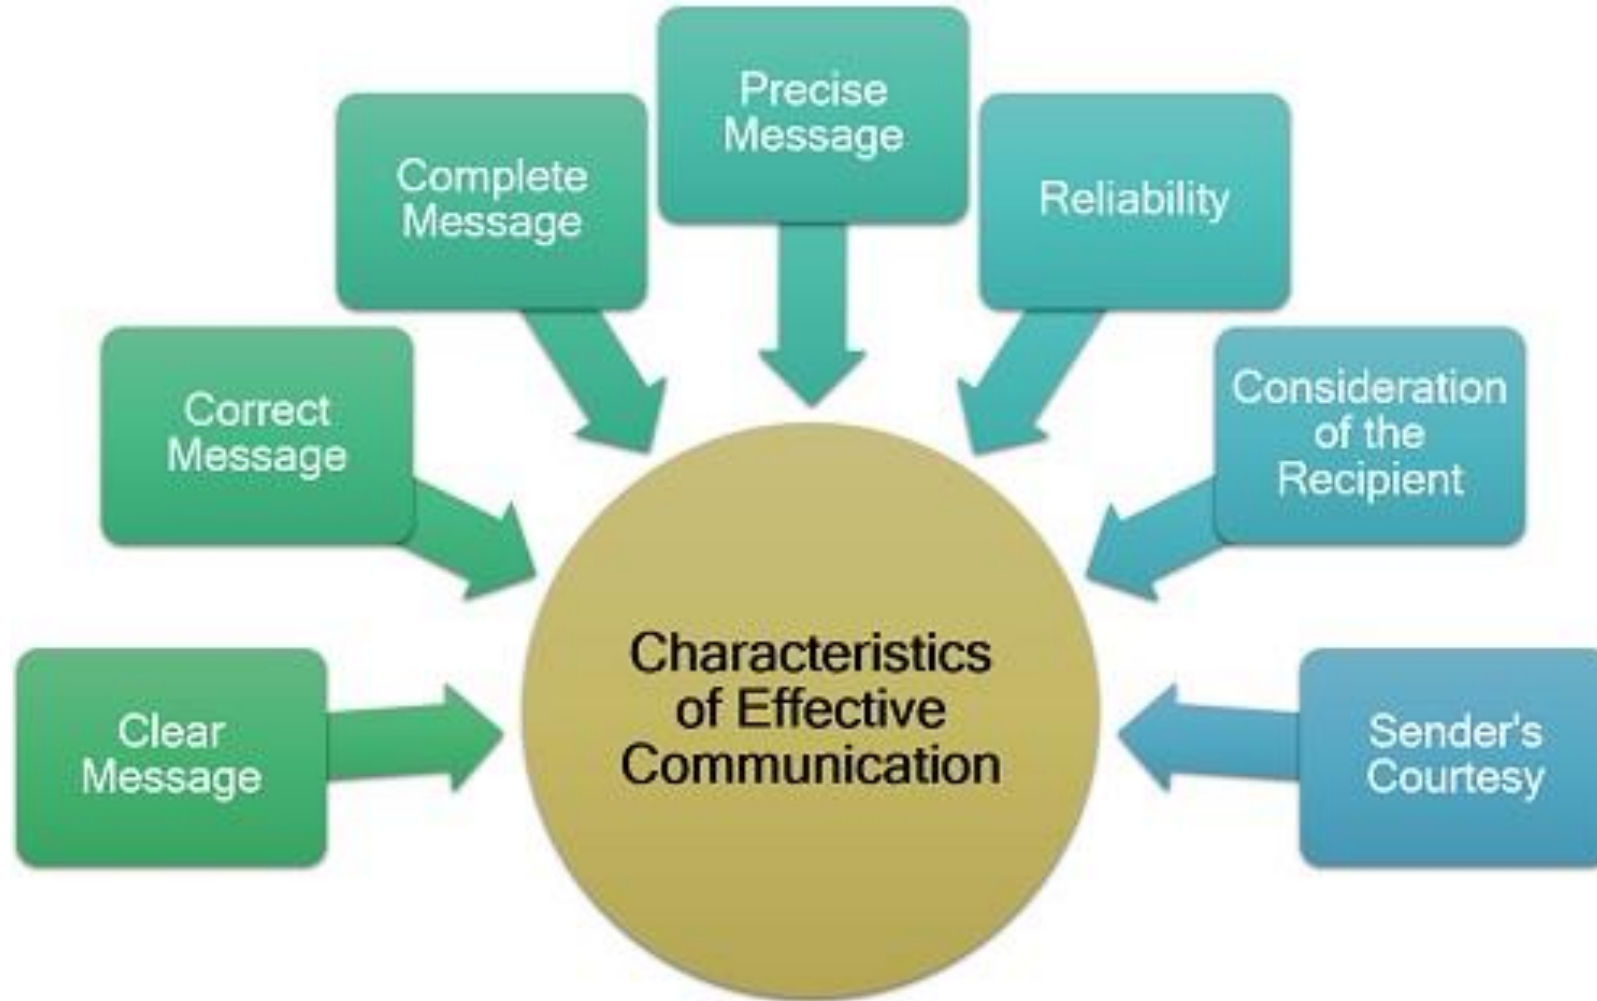 Precise
Message
Complete
Message
Reliability
Correct
Message
Consideration
of the
Recipient
Clear
Message
Characteristics
of Effective
Communication
Sender's
Courtesy